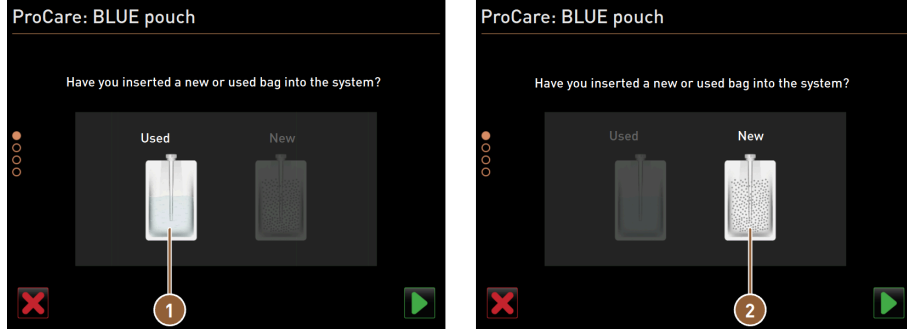 ProCare: BLUE pouch
Have you inserted a new or used bag into the system?
Used New
1
ProCare: BLUE pouch
Have you inserted a new or used bag into the system?
Used New
2